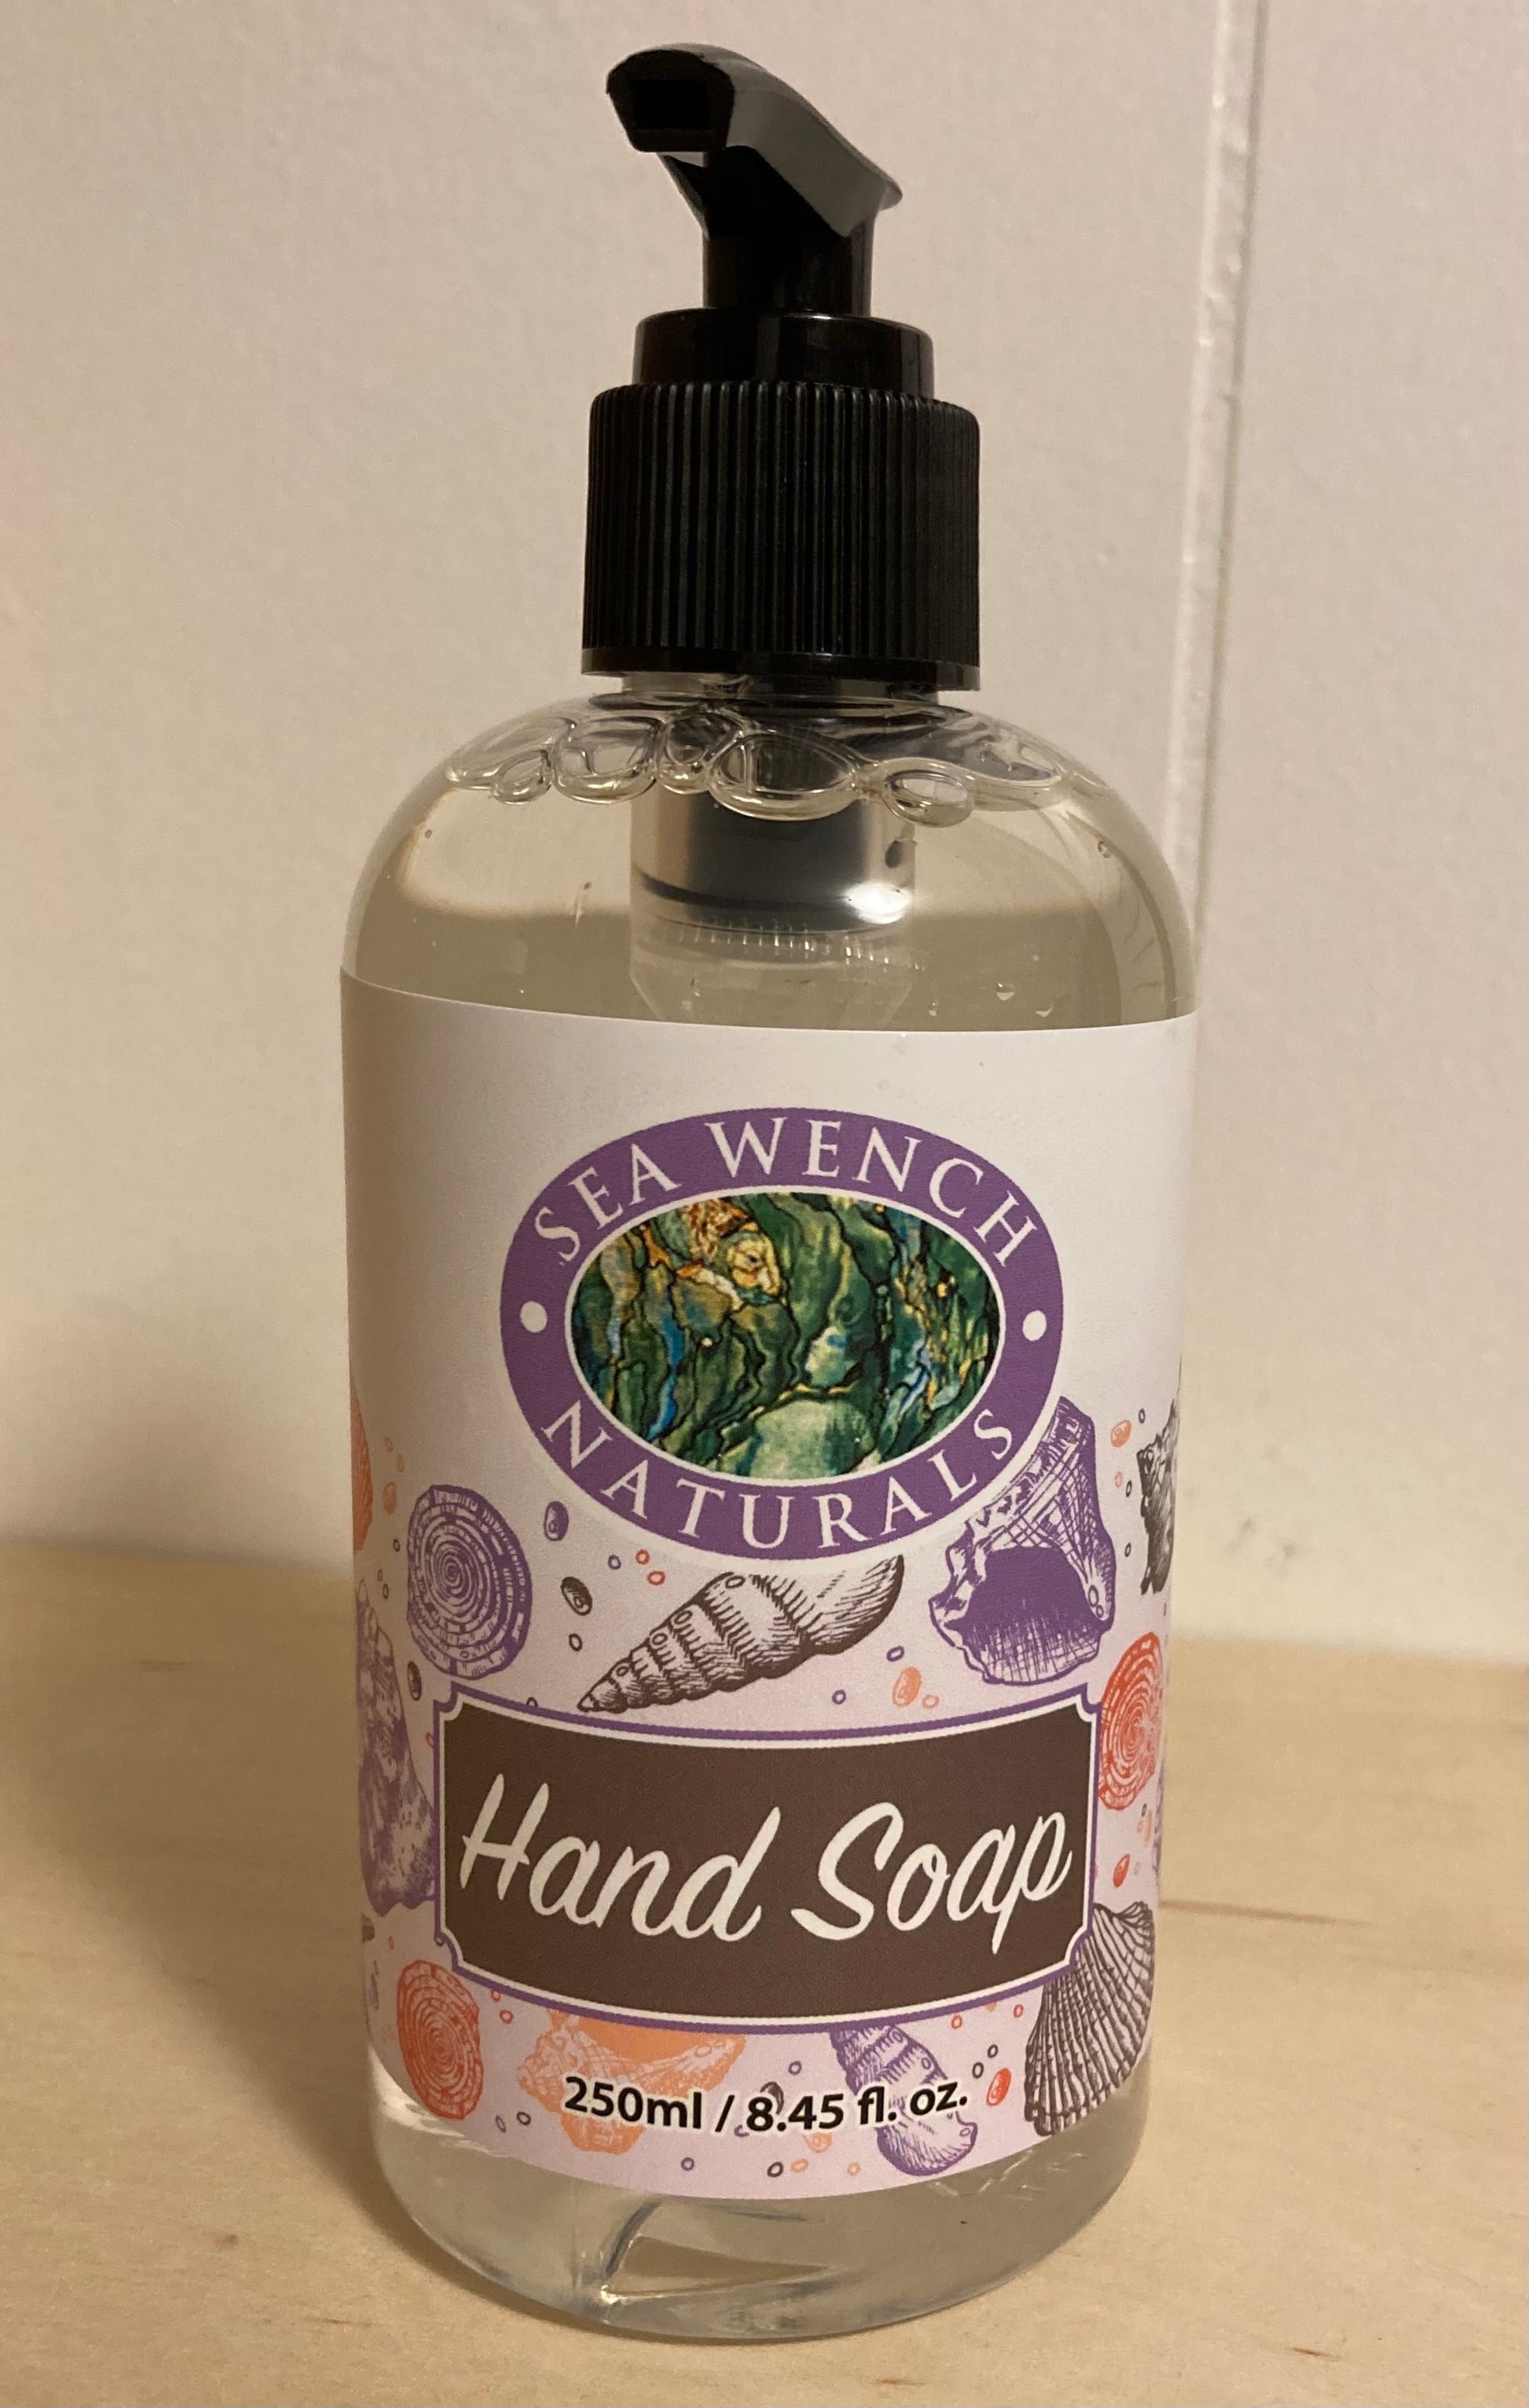 SEA WENCH
NATURALS
Hand Soap
250ml / 8.45 fl. oz.